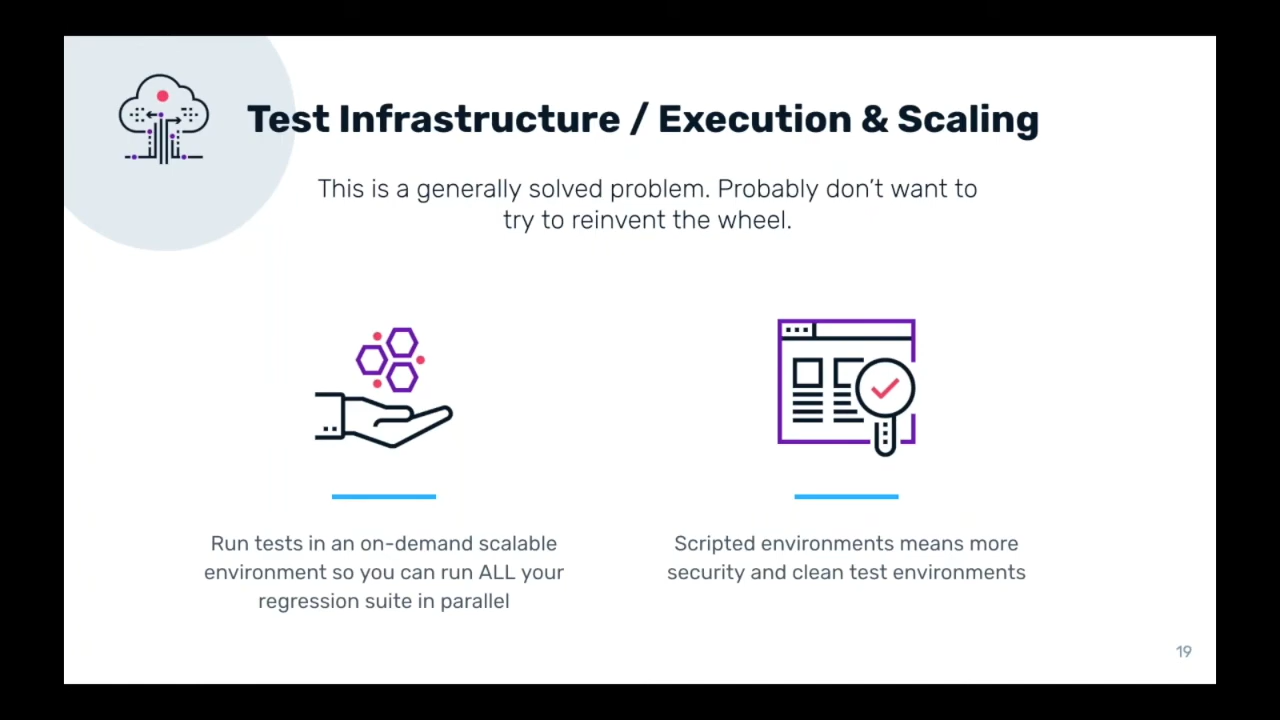 Test Infrastructure / Execution & Scaling
This is a generally solved problem. Probably don't want to
try to reinvent the wheel.
Run tests in an on-demand scalable
environment so you can run ALL your
regression suite in parallel
Scripted environments means more
security and clean test environments
19